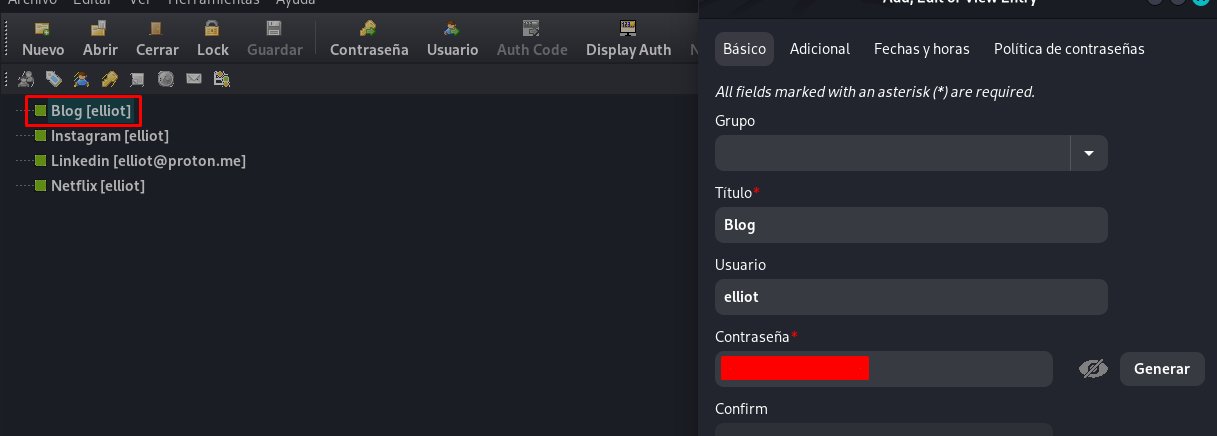 Archivo Editar Ver Herramientas Ayuda
Nuevo Abrir Cerrar Lock Guardar Contraseña Usuario Auth Code Display Auth
Blog [elliot]
Instagram [elliot]
Linkedin [elliot@proton.me]
Netflix [elliot]
Add, Edit or View Entry
Básico Adicional Fechas y horas Política de contraseñas
All fields marked with an asterisk (*) are required.
Grupo
Título*
Blog
Usuario
elliot
Contraseña*
Generar
Confirm